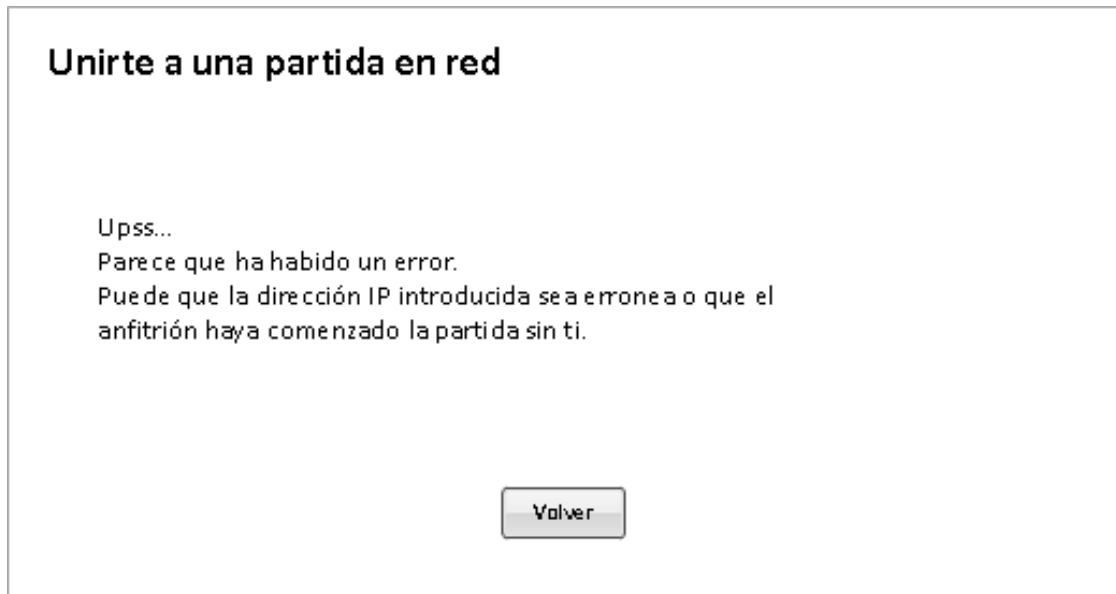 Unirte a una partida en red
Upss...
Parece que ha habido un error.
Puede que la dirección IP introducida sea erronea o que el
anfitrión haya comenzado la partida sin ti.
Volver